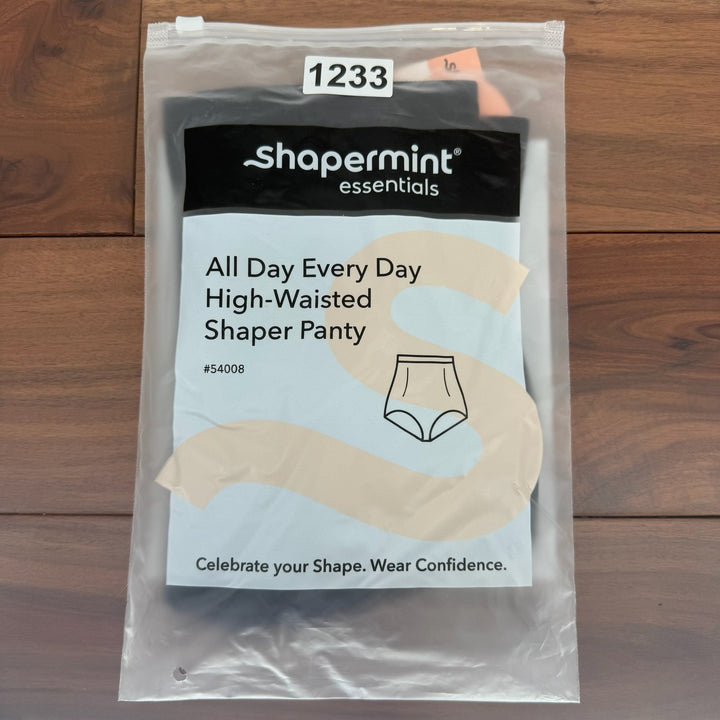 1233
Shapermint®
essentials
All Day Every Day
High-Waisted
Shaper Panty
#54008
Celebrate your Shape. Wear Confidence.